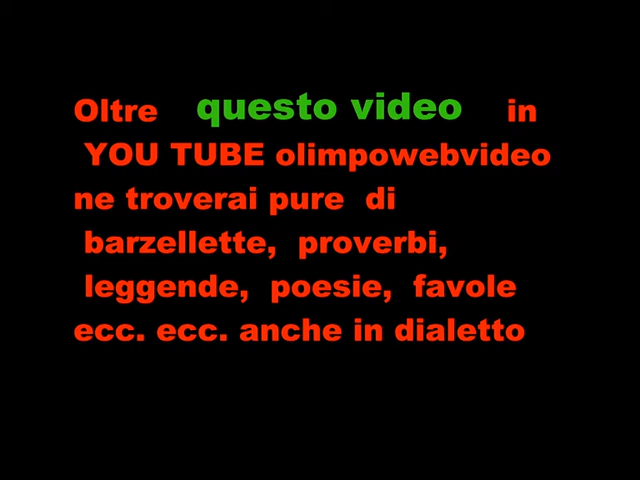 Oltre questo video in
YOU TUBE olimpowebvideo
ne troverai pure di
barzellette, proverbi,
leggende, poesie, favole
ecc. ecc. anche in dialetto